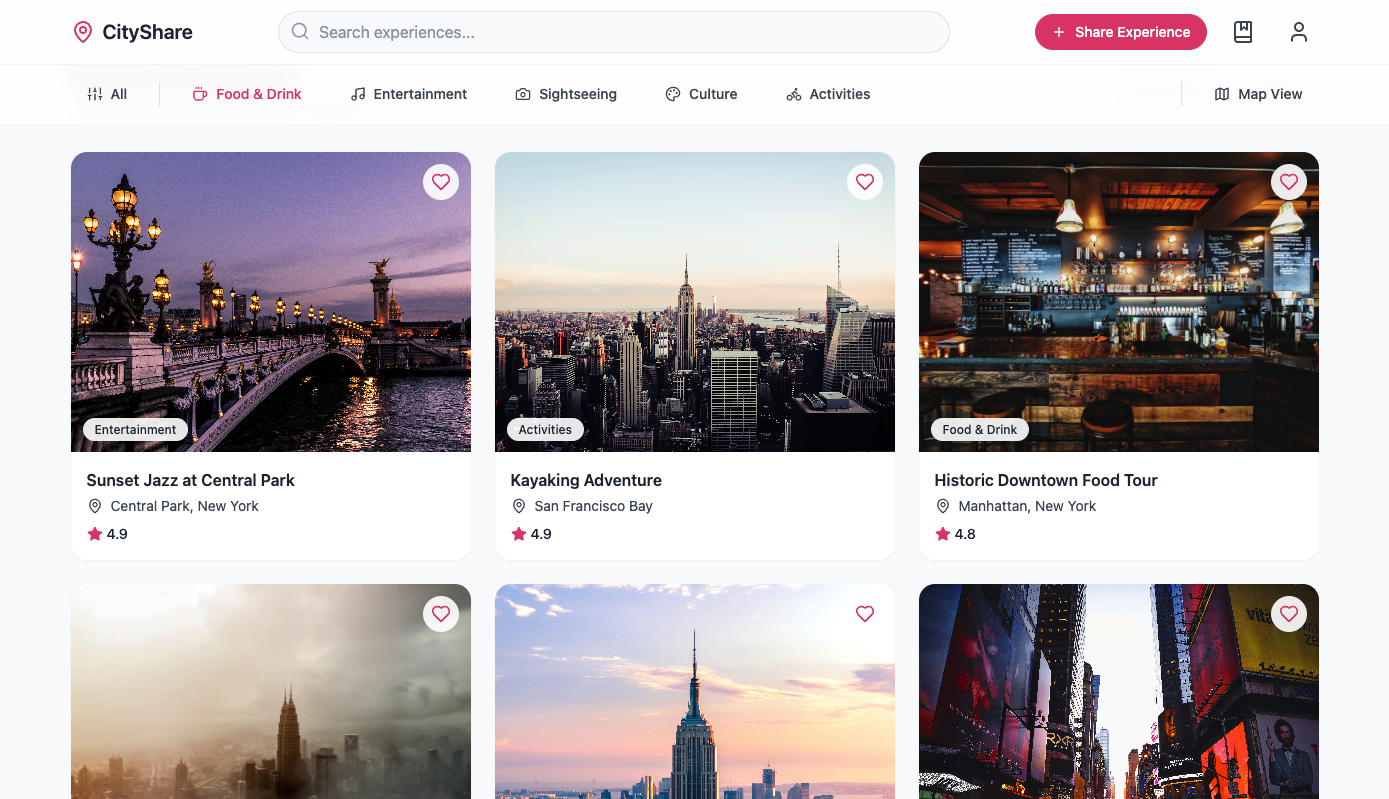 CityShare
Search experiences...
Share Experience
All
Food & Drink
Entertainment
Sightseeing
Culture
Activities
Map View
Entertainment
Activities
Food & Drink
Sunset Jazz at Central Park
Central Park, New York
4.9
Kayaking Adventure
San Francisco Bay
4.9
Historic Downtown Food Tour
Manhattan, New York
4.8